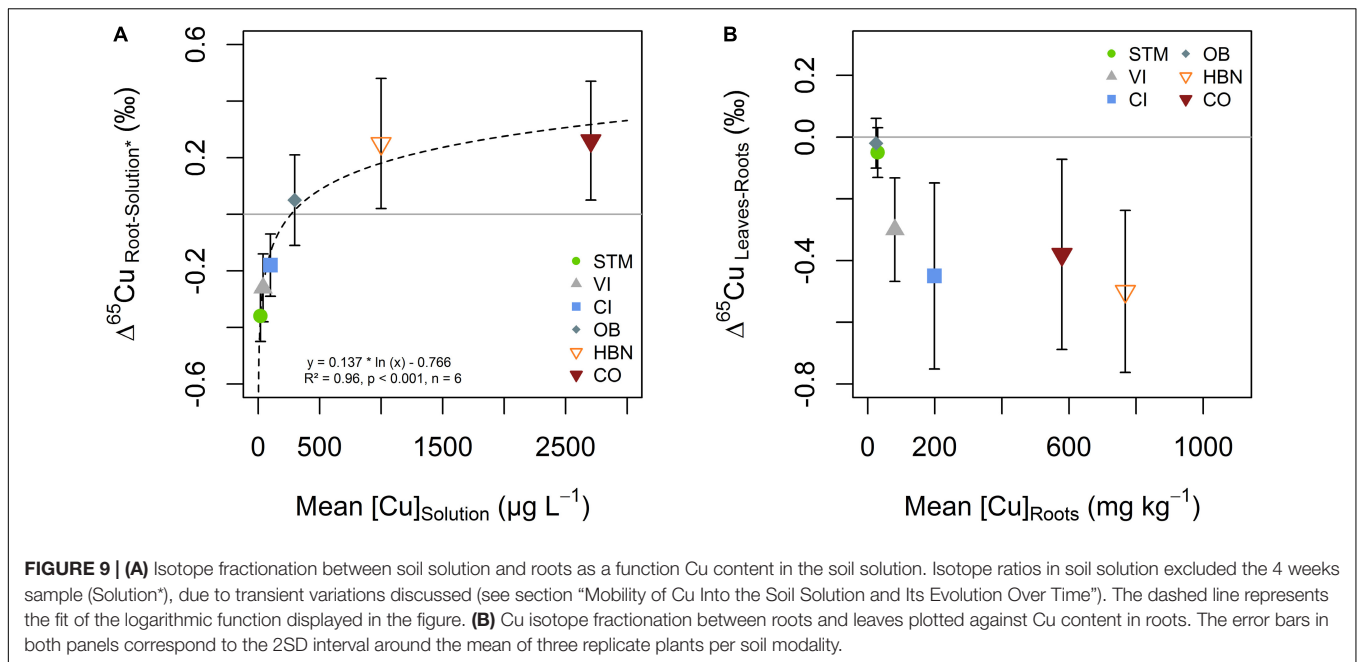 A
0.6
0.2
-0.2
-0.6
Δ⁶⁵Cu Root-Solution* (‰)
0 500 1500 2500
Mean [Cu]Solution (µg L⁻¹)
y = 0.137 * ln (x) - 0.766
R² = 0.96, p < 0.001, n = 6
STM
VI
CI
OB
HBN
CO
B
0.2
0.0
-0.4
-0.8
Δ⁶⁵Cu Leaves-Roots (‰)
0 200 600 1000
Mean [Cu]Roots (mg kg⁻¹)
STM OB
VI HBN
CI CO
FIGURE 9 | (A) Isotope fractionation between soil solution and roots as a function Cu content in the soil solution. Isotope ratios in soil solution excluded the 4 weeks
sample (Solution*), due to transient variations discussed (see section “Mobility of Cu Into the Soil Solution and Its Evolution Over Time”). The dashed line represents
the fit of the logarithmic function displayed in the figure. (B) Cu isotope fractionation between roots and leaves plotted against Cu content in roots. The error bars in
both panels correspond to the 2SD interval around the mean of three replicate plants per soil modality.